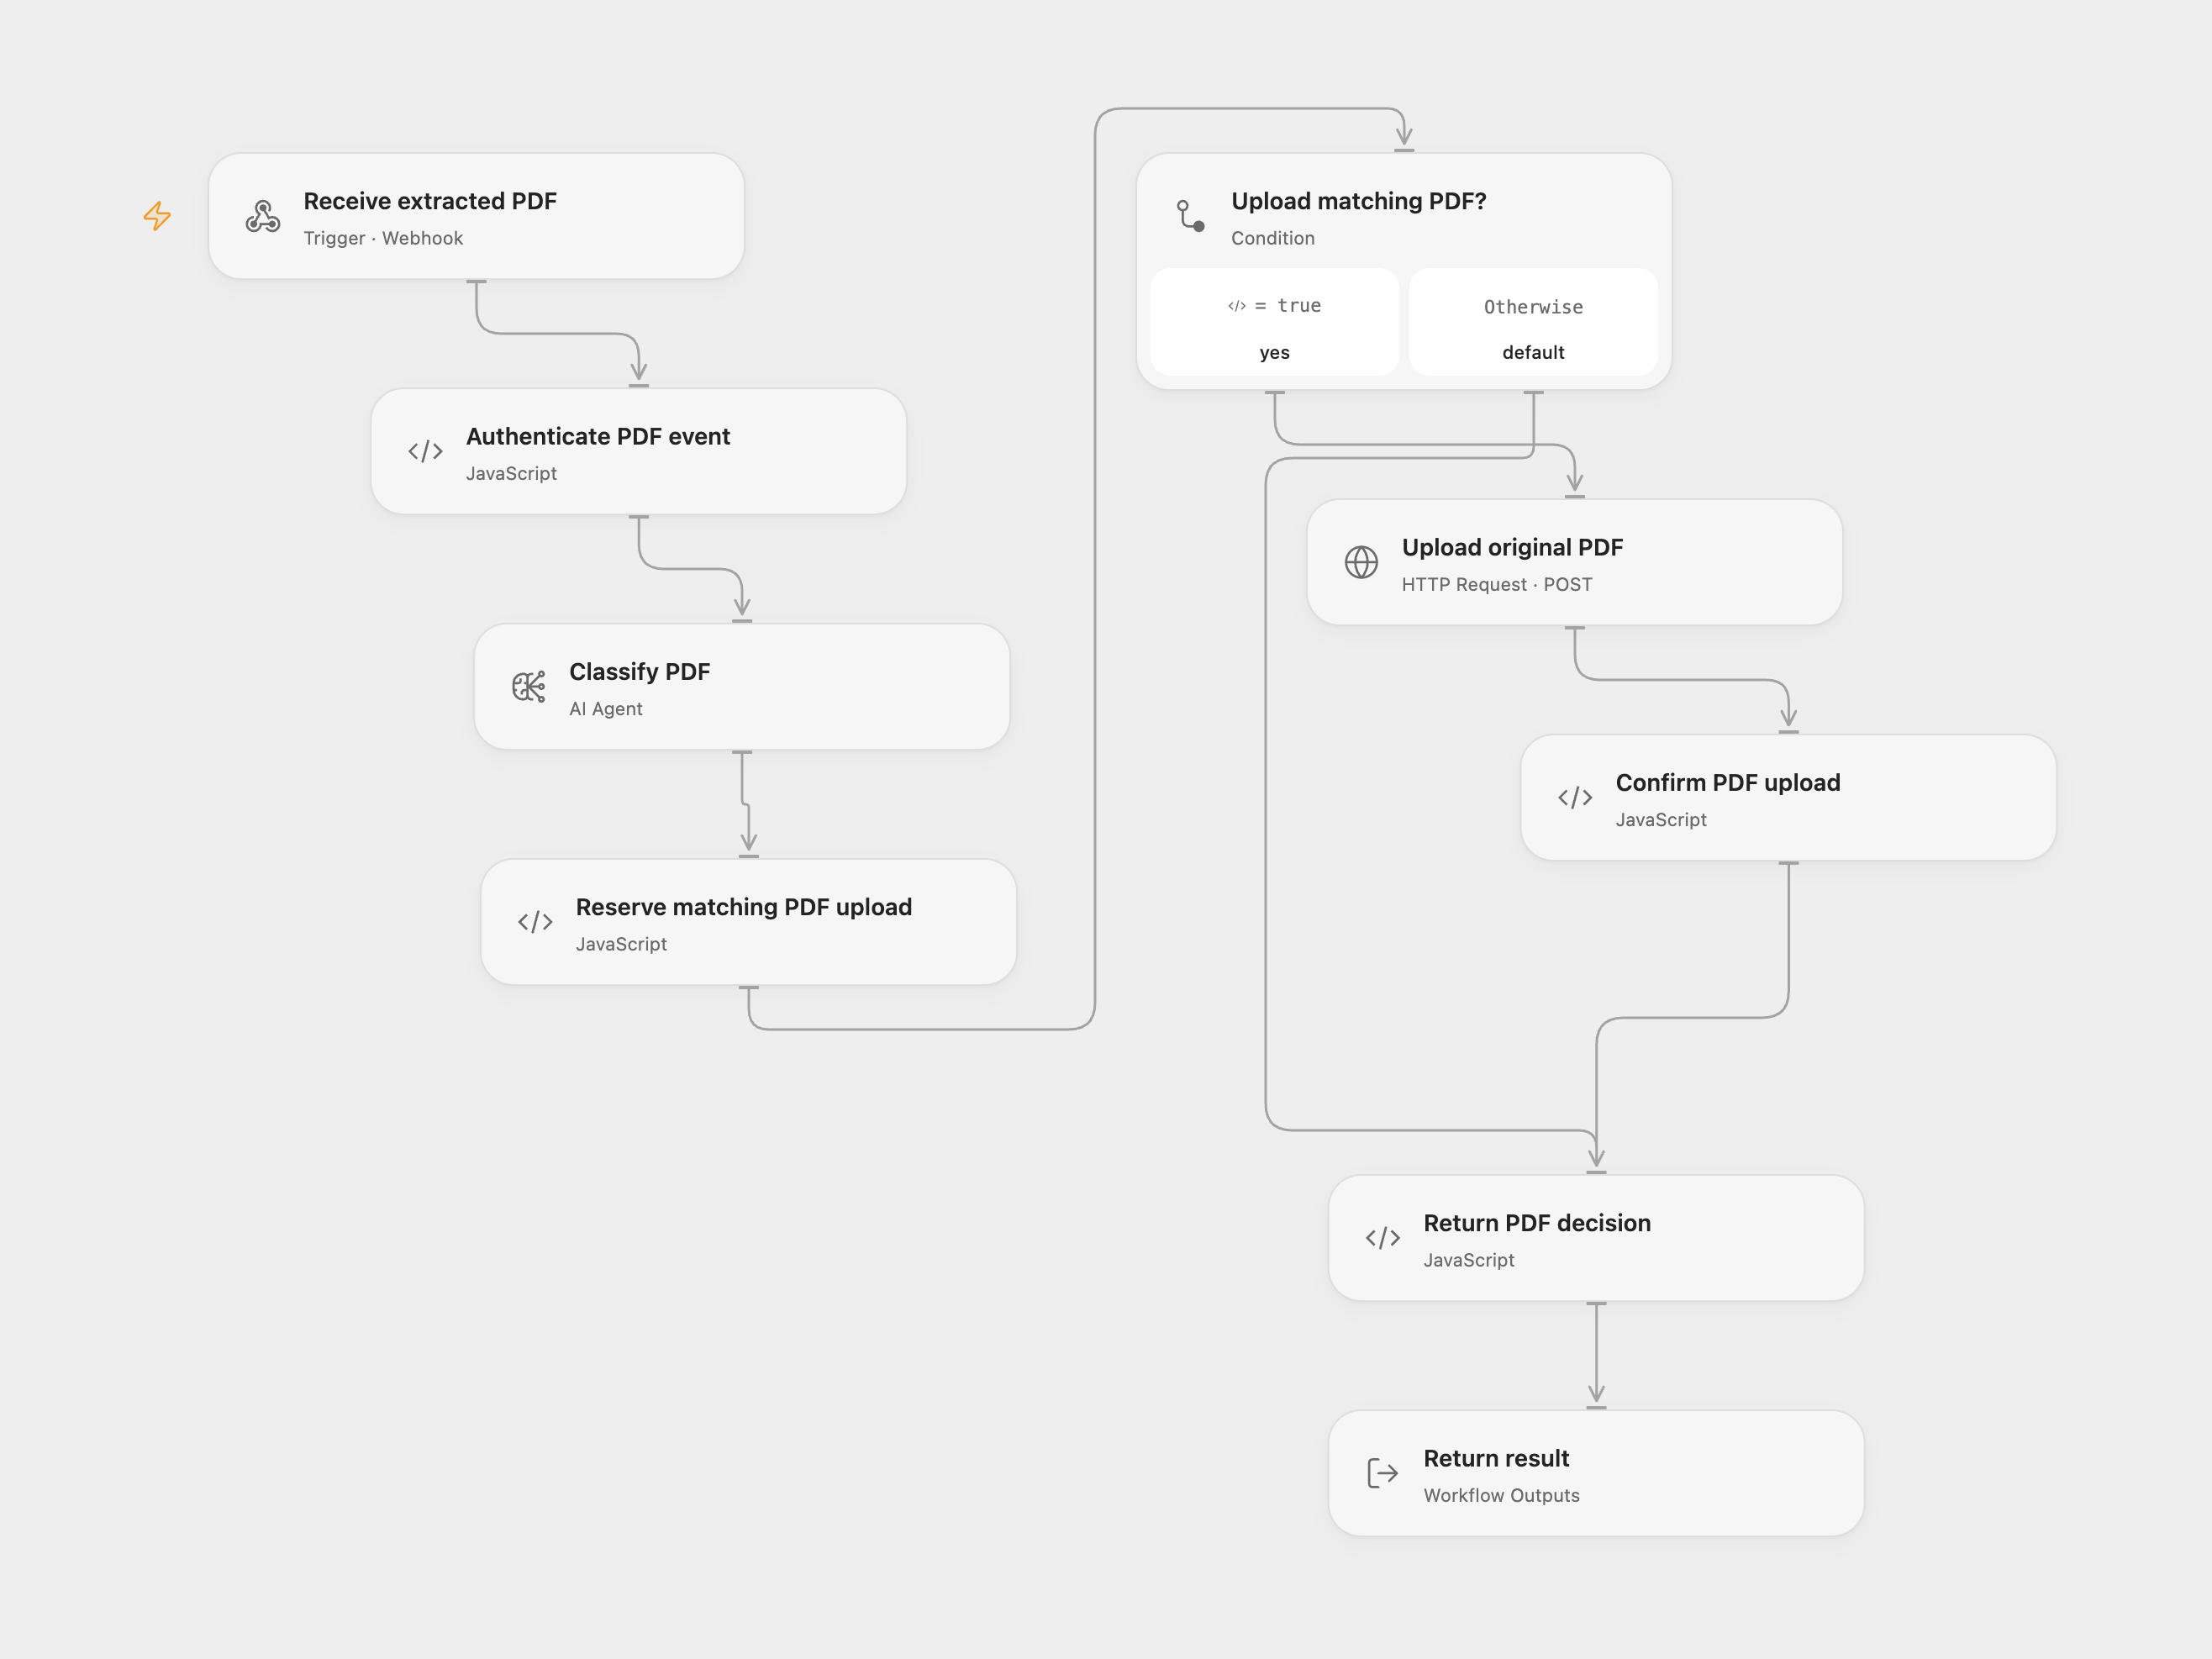 Receive extracted PDF
Trigger · Webhook
Authenticate PDF event
JavaScript
Classify PDF
AI Agent
Reserve matching PDF upload
JavaScript
Upload matching PDF?
Condition
</> = true
yes
Otherwise
default
Upload original PDF
HTTP Request · POST
Confirm PDF upload
JavaScript
Return PDF decision
JavaScript
Return result
Workflow Outputs